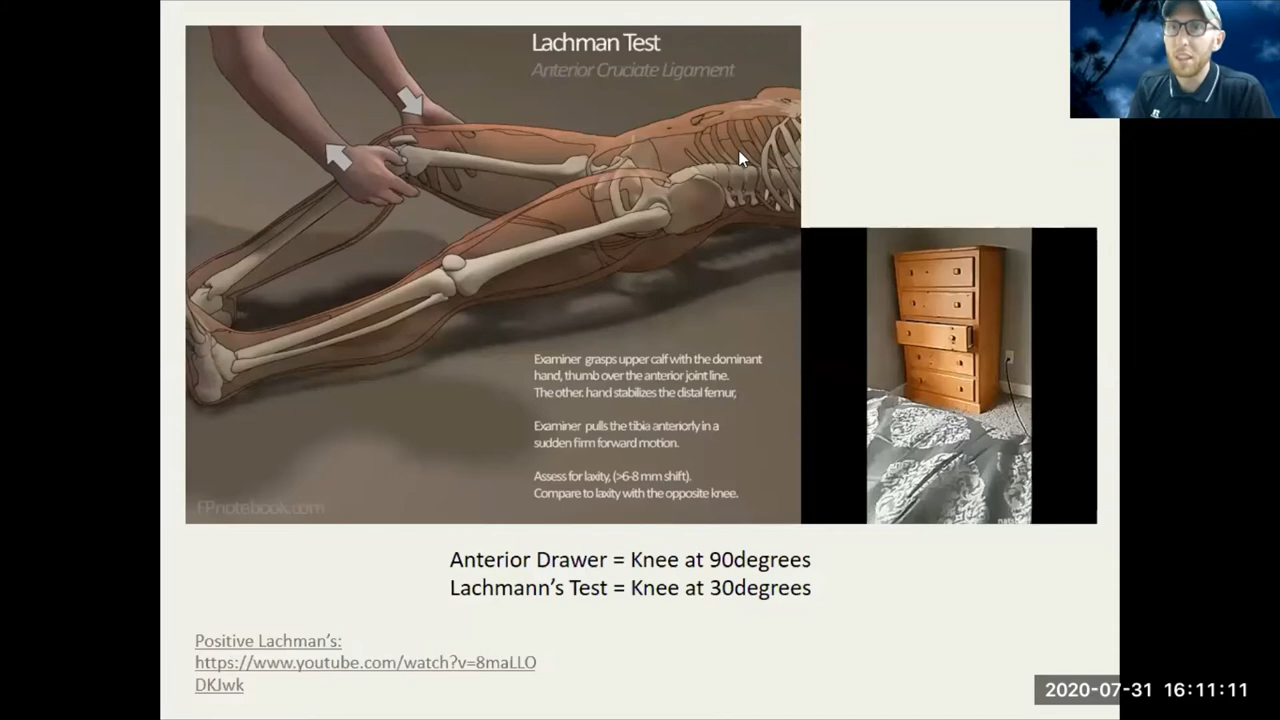 Lachman Test
Anterior Cruciate Ligament
Examiner grasps upper calf with the dominant
hand, thumb over the anterior joint line.
The other. hand stabilizes the distal femur,
Examiner pulls the tibia anteriorly in a
sudden firm forward motion.
Assess for laxity, (>6-8 mm shift).
Compare to laxity with the opposite knee.
FPnotebook.com
Anterior Drawer = Knee at 90degrees
Lachmann’s Test = Knee at 30degrees
Positive Lachman’s:
https://www.youtube.com/watch?v=8maLLO
DKJwk
2020-07-31 16:11:11